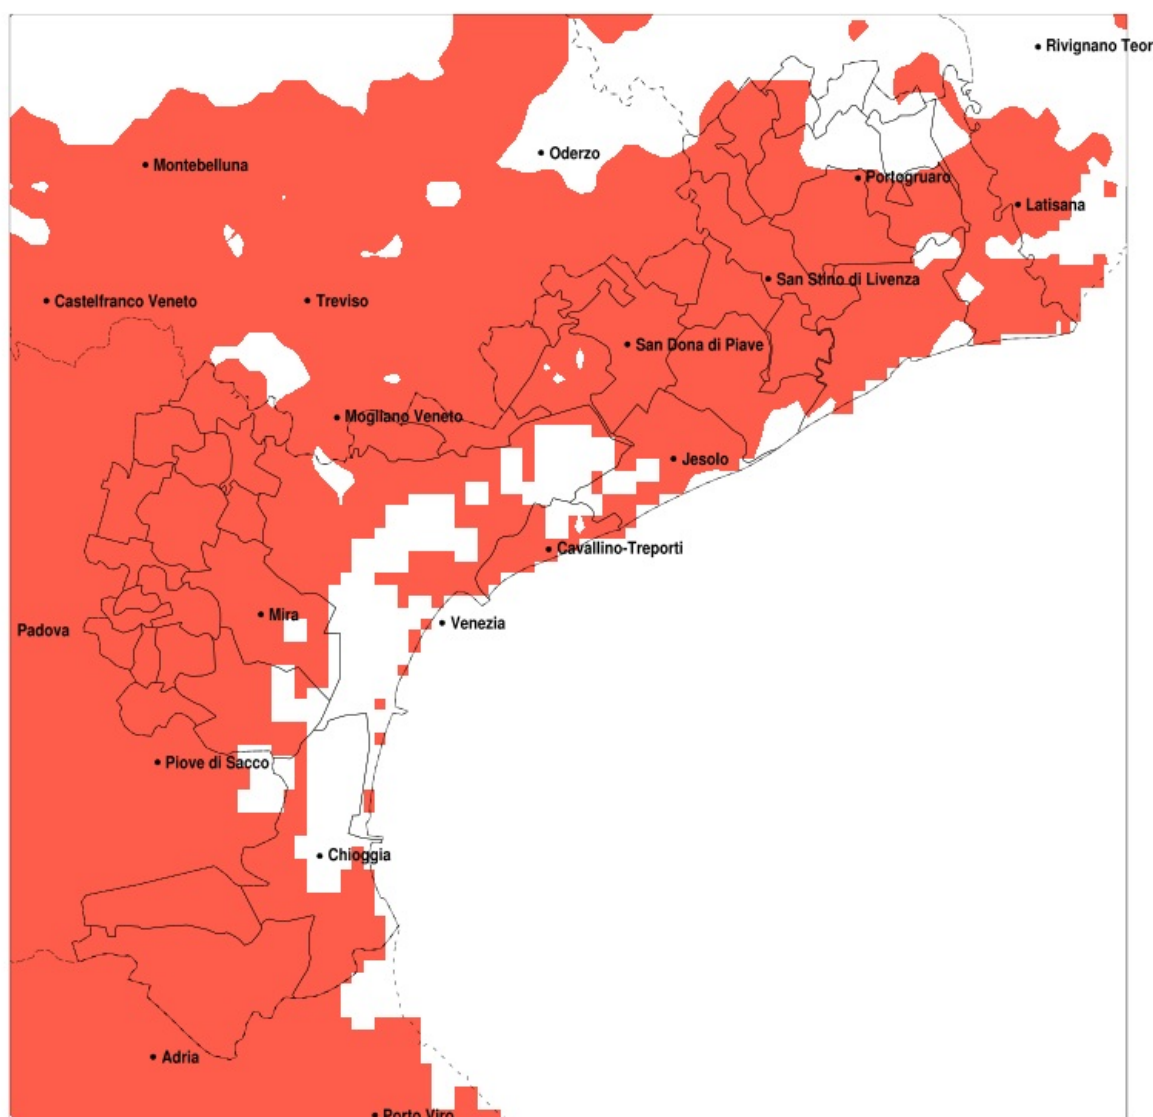 Rivignano Teor
Oderzo
Montebelluna
Portogruaro
Latisana
San Stino di Livenza
Castelfranco Veneto
Treviso
San Dona di Piave
Mogliano Veneto
Jesolo
Cavallino-Treporti
Mira
Venezia
Padova
Piove di Sacco
Chioggia
Adria
Porto Viro